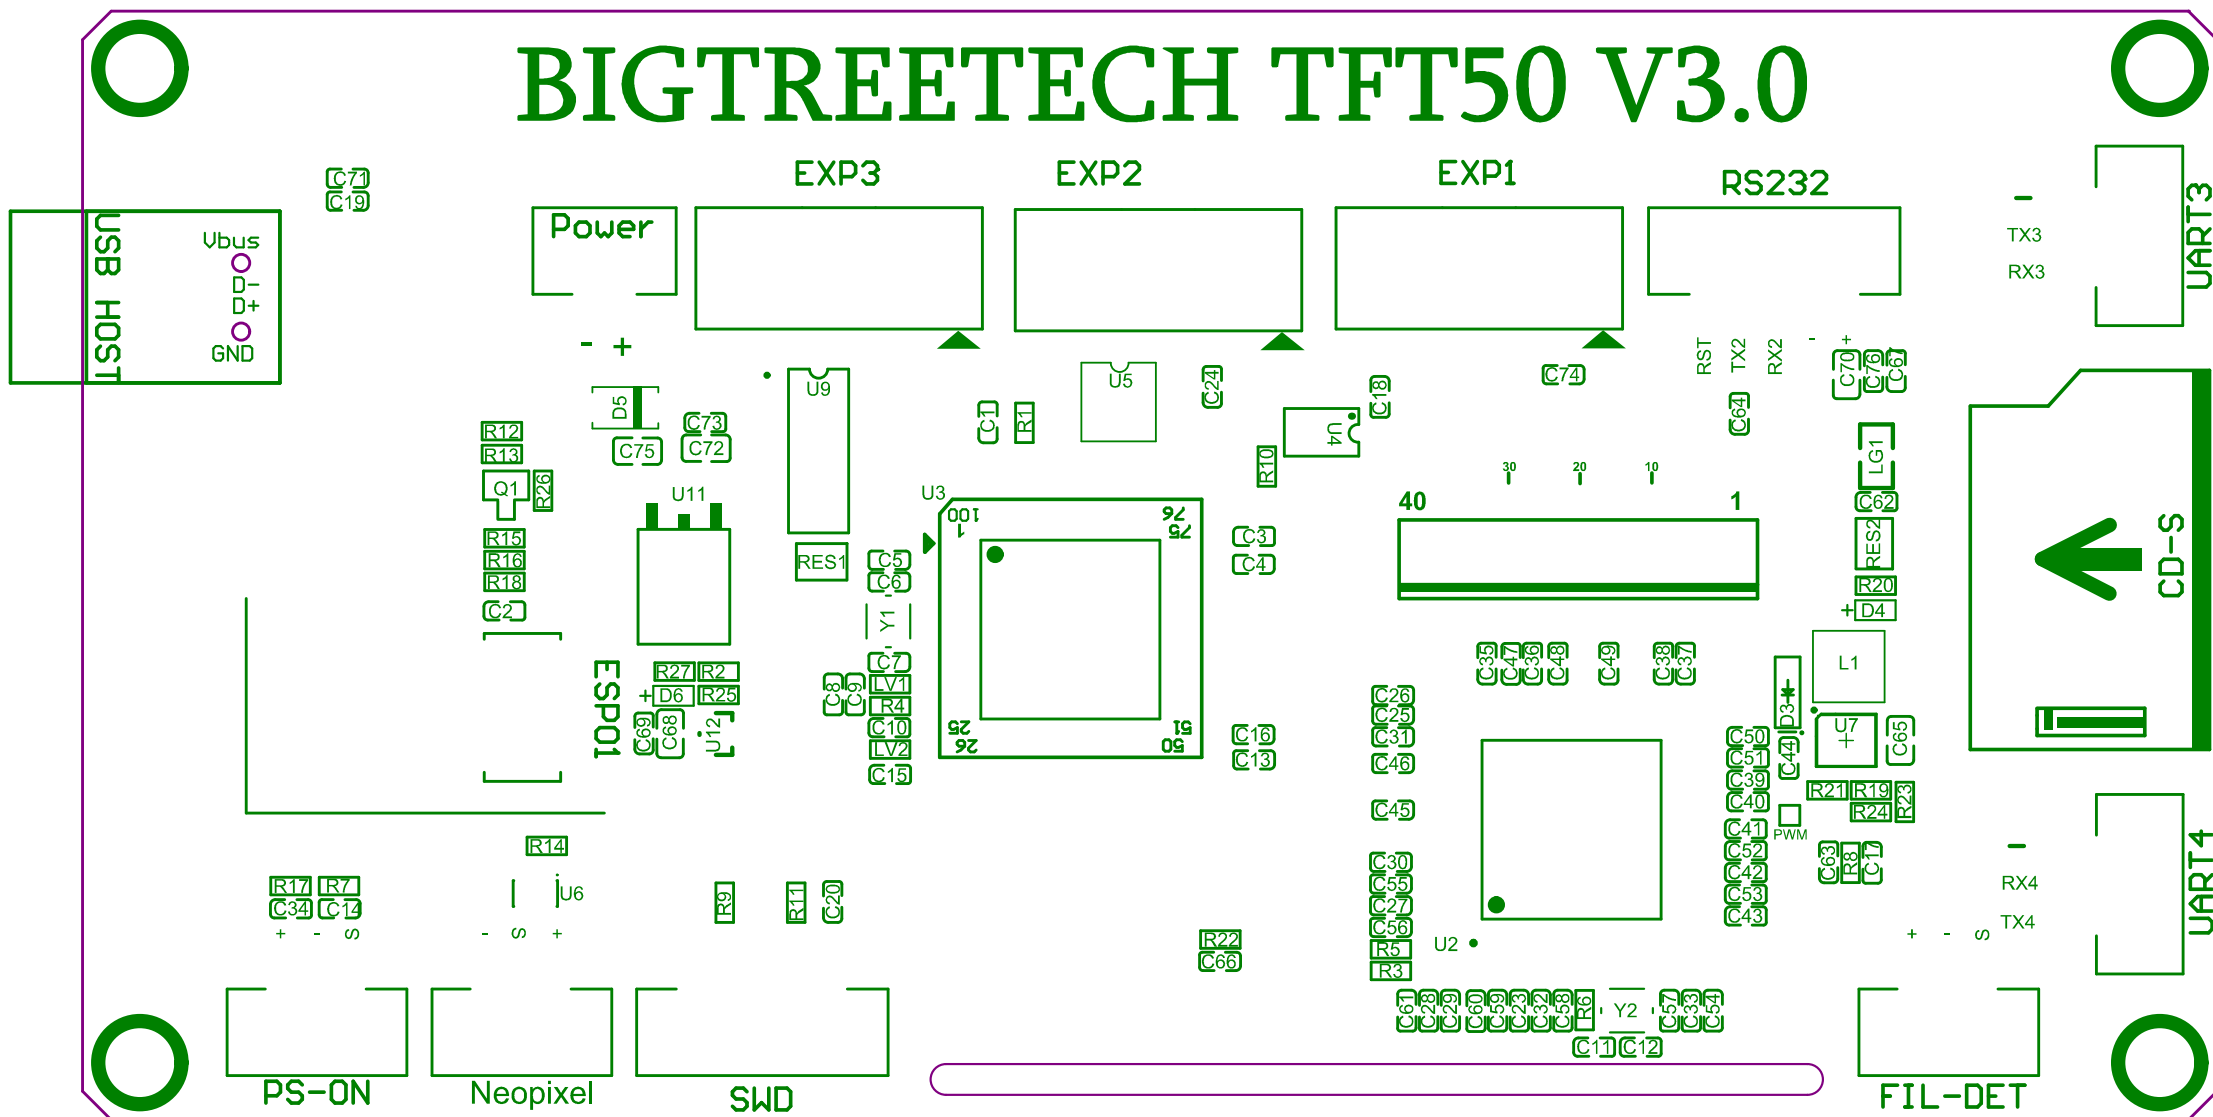 BIGTREETECH TFT50 V3.0
EXP3
EXP2
EXP1
RS232
UART3
C71
C19
USB HOST
Vbus
D-
D+
GND
Power
- +
-
TX3
RX3
RST
TX2
RX2
- +
D5
C73
C72
C75
U9
C1
R1
U5
C24
U4
C18
R10
C74
C64
C70
C76
C67
LG1
C62
R12
R13
Q1
R26
R15
R16
R18
C2
U11
RES1
C5
C6
Y1
C7
C8
C9
LV1
R4
C10
LV2
C15
U3
100
1
76
75
25
26
51
50
C3
C4
C16
C13
30
20
10
40
1
RES2
R20
+ D4
L1
D3
U7
C65
CD-S
ESP01
R27
R2
+ D6
R25
C69
C68
U12
C35
C47
C36
C48
C49
C38
C37
C26
C25
C31
C46
C45
C30
C55
C27
C56
R5
R3
U2
C50
C51
C39
C40
C41
C52
C42
C53
C43
C44
PWM
R21
R19
R24
R23
C63
R8
C17
-
RX4
TX4
UART4
R14
R17
R7
C34
C14
U6
+ - S
- S +
R9
R11
C20
R22
C66
+ - S
C61
C28
C29
C60
C59
C23
C32
C58
R6
Y2
C57
C33
C54
C11
C12
PS-ON
Neopixel
SWD
FIL-DET